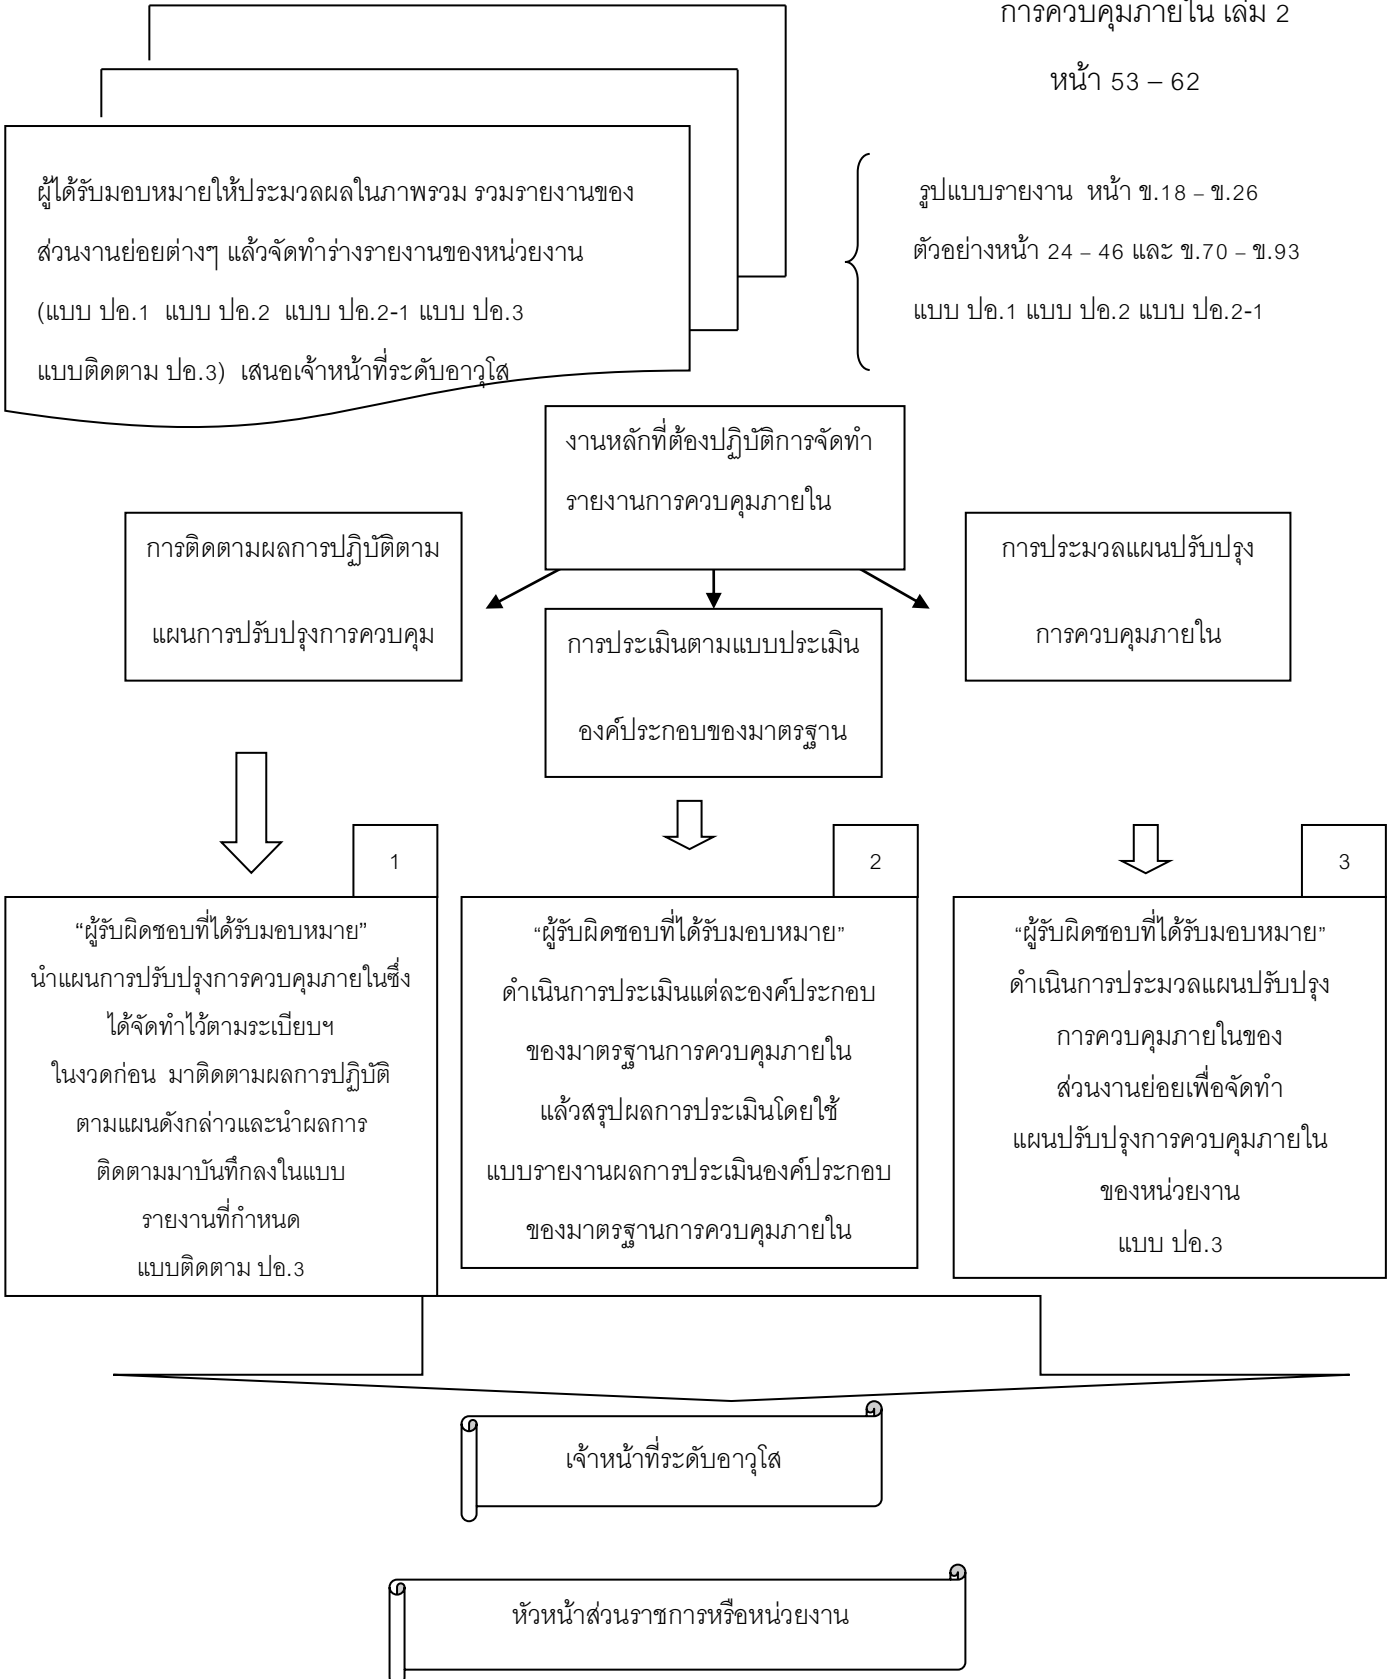 การควบคุมภายใน เล่ม 2
หน้า 53 – 62
ผู้ได้รับมอบหมายให้ประมวลผลในภาพรวม รวมรายงานของ
ส่วนงานย่อยต่างๆ แล้วจัดทำร่างรายงานของหน่วยงาน
(แบบ ปอ.1 แบบ ปอ.2 แบบ ปอ.2-1 แบบ ปอ.3
แบบติดตาม ปอ.3) เสนอเจ้าหน้าที่ระดับอาวุโส
รูปแบบรายงาน หน้า ข.18 – ข.26
ตัวอย่างหน้า 24 – 46 และ ข.70 – ข.93
แบบ ปอ.1 แบบ ปอ.2 แบบ ปอ.2-1
งานหลักที่ต้องปฏิบัติการจัดทำ
รายงานการควบคุมภายใน
การติดตามผลการปฏิบัติตาม
แผนการปรับปรุงการควบคุม
การประเมินตามแบบประเมิน
องค์ประกอบของมาตรฐาน
การประมวลแผนปรับปรุง
การควบคุมภายใน
1
“ผู้รับผิดชอบที่ได้รับมอบหมาย”
นำแผนการปรับปรุงการควบคุมภายในซึ่ง
ได้จัดทำไว้ตามระเบียบฯ
ในงวดก่อน มาติดตามผลการปฏิบัติ
ตามแผนดังกล่าวและนำผลการ
ติดตามมาบันทึกลงในแบบ
รายงานที่กำหนด
แบบติดตาม ปอ.3
2
“ผู้รับผิดชอบที่ได้รับมอบหมาย”
ดำเนินการประเมินแต่ละองค์ประกอบ
ของมาตรฐานการควบคุมภายใน
แล้วสรุปผลการประเมินโดยใช้
แบบรายงานผลการประเมินองค์ประกอบ
ของมาตรฐานการควบคุมภายใน
3
“ผู้รับผิดชอบที่ได้รับมอบหมาย”
ดำเนินการประมวลแผนปรับปรุง
การควบคุมภายในของ
ส่วนงานย่อยเพื่อจัดทำ
แผนปรับปรุงการควบคุมภายใน
ของหน่วยงาน
แบบ ปอ.3
เจ้าหน้าที่ระดับอาวุโส
หัวหน้าส่วนราชการหรือหน่วยงาน